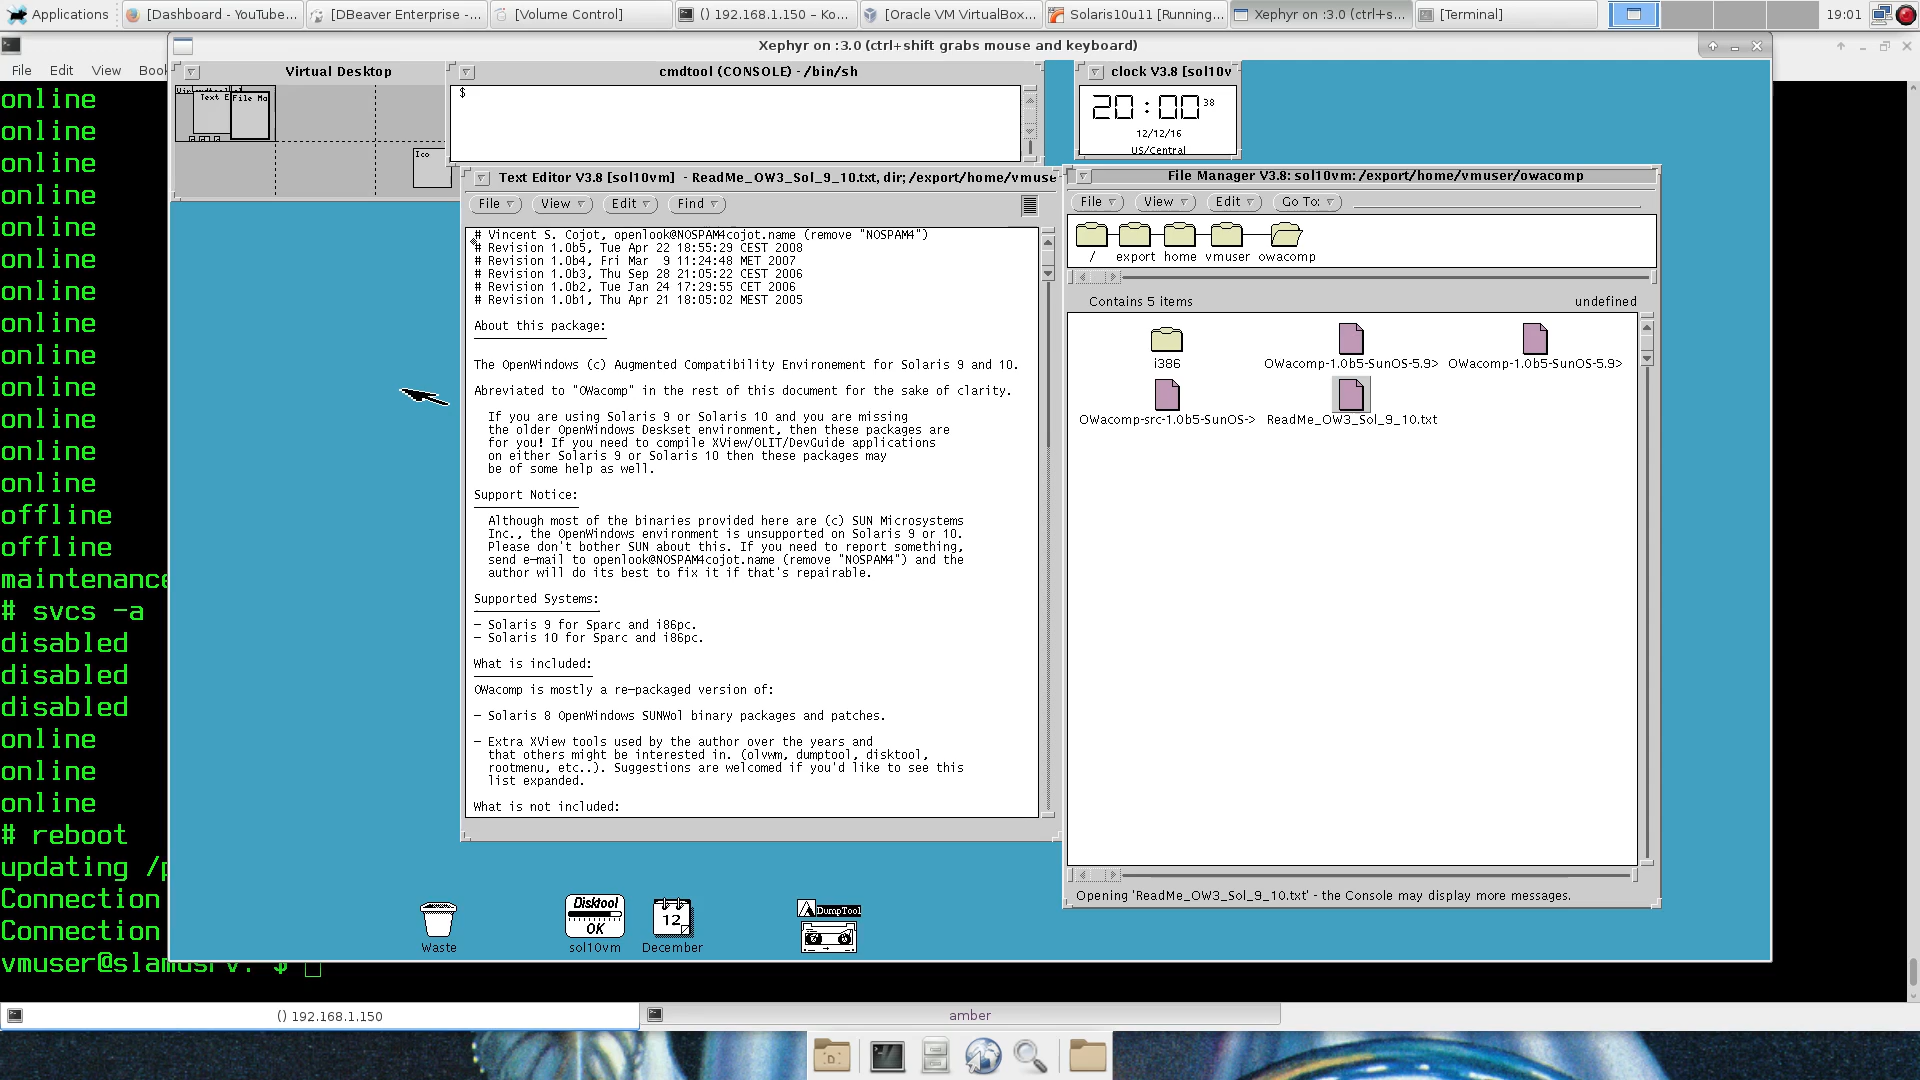 Applications
[Dashboard - YouTube...
[DBeaver Enterprise -...
[Volume Control]
() 192.168.1.150 – Ko...
[Oracle VM VirtualBox...
Solaris10u11 [Running...
Xephyr on :3.0 (ctrl+s...
[Terminal]
19:01
Xephyr on :3.0 (ctrl+shift grabs mouse and keyboard)
File Edit View Book
online
online
online
online
online
online
online
online
online
online
online
online
online
offline
offline
maintenance
# svcs -a
disabled
disabled
disabled
online
online
online
# reboot
updating /p
Connection
Connection
vmuser@slamdsrv: $
Virtual Desktop
Text E
File Ma
Ico
cmdtool (CONSOLE) - /bin/sh
$
clock V3.8 [sol10v
20:00 38
12/12/16
US/Central
Text Editor V3.8 [sol10vm] - ReadMe_OW3_Sol_9_10.txt, dir; /export/home/vmuse
File View Edit Find
# Vincent S. Cojot, openlook@NOSPAM4cojot.name (remove "NOSPAM4")
# Revision 1.0b5, Tue Apr 22 18:55:29 CEST 2008
# Revision 1.0b4, Fri Mar  9 11:24:48 MET 2007
# Revision 1.0b3, Thu Sep 28 21:05:22 CEST 2006
# Revision 1.0b2, Tue Jan 24 17:29:55 CET 2006
# Revision 1.0b1, Thu Apr 21 18:05:02 MEST 2005
About this package:
The OpenWindows (c) Augmented Compatibility Environement for Solaris 9 and 10.
Abreviated to "OWacomp" in the rest of this document for the sake of clarity.
If you are using Solaris 9 or Solaris 10 and you are missing
the older OpenWindows Deskset environment, then these packages are
for you! If you need to compile XView/OLIT/DevGuide applications
on either Solaris 9 or Solaris 10 then these packages may
be of some help as well.
Support Notice:
Although most of the binaries provided here are (c) SUN Microsystems
Inc., the OpenWindows environment is unsupported on Solaris 9 or 10.
Please don't bother SUN about this. If you need to report something,
send e-mail to openlook@NOSPAM4cojot.name (remove "NOSPAM4") and the
author will do its best to fix it if that's repairable.
Supported Systems:
- Solaris 9 for Sparc and i86pc.
- Solaris 10 for Sparc and i86pc.
What is included:
OWacomp is mostly a re-packaged version of:
- Solaris 8 OpenWindows SUNWol binary packages and patches.
- Extra XView tools used by the author over the years and
that others might be interested in. (olvwm, dumptool, disktool,
rootmenu, etc..). Suggestions are welcomed if you'd like to see this
list expanded.
What is not included:
File Manager V3.8: sol10vm: /export/home/vmuser/owacomp
File View Edit Go To:
/ export home vmuser owacomp
Contains 5 items
undefined
i386
OWacomp-1.0b5-SunOS-5.9>
OWacomp-1.0b5-SunOS-5.9>
OWacomp-src-1.0b5-SunOS->
ReadMe_OW3_Sol_9_10.txt
Opening 'ReadMe_OW3_Sol_9_10.txt' - the Console may display more messages.
Waste
Disktool
OK
sol10vm
12
December
DumpTool
() 192.168.1.150
amber